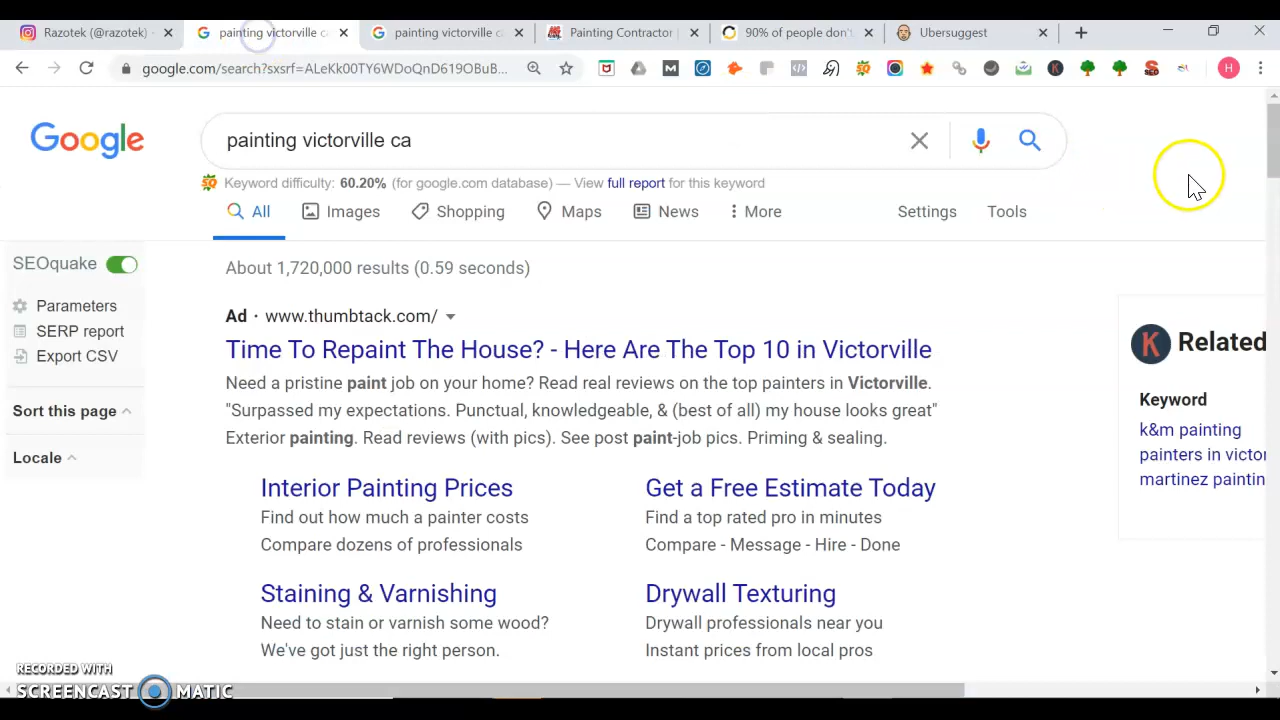 Razotek (@razotek) ·
painting victorville ca
painting victorville ca
Painting Contractor
90% of people don't
Ubersuggest
google.com/search?sxsrf=ALeKk00TY6WDoQnD619OBuB...
H
Google
painting victorville ca
Keyword difficulty: 60.20% (for google.com database) — View full report for this keyword
All
Images
Shopping
Maps
News
More
Settings
Tools
SEOquake
Parameters
SERP report
Export CSV
Sort this page
Locale
About 1,720,000 results (0.59 seconds)
Ad · www.thumbtack.com/
Time To Repaint The House? - Here Are The Top 10 in Victorville
Need a pristine paint job on your home? Read real reviews on the top painters in Victorville.
"Surpassed my expectations. Punctual, knowledgeable, & (best of all) my house looks great"
Exterior painting. Read reviews (with pics). See post paint-job pics. Priming & sealing.
Interior Painting Prices
Find out how much a painter costs
Compare dozens of professionals
Get a Free Estimate Today
Find a top rated pro in minutes
Compare - Message - Hire - Done
Staining & Varnishing
Need to stain or varnish some wood?
We've got just the right person.
Drywall Texturing
Drywall professionals near you
Instant prices from local pros
K Related
Keyword
k&m painting
painters in victor
martinez paintin
RECORDED WITH
SCREENCAST MATIC